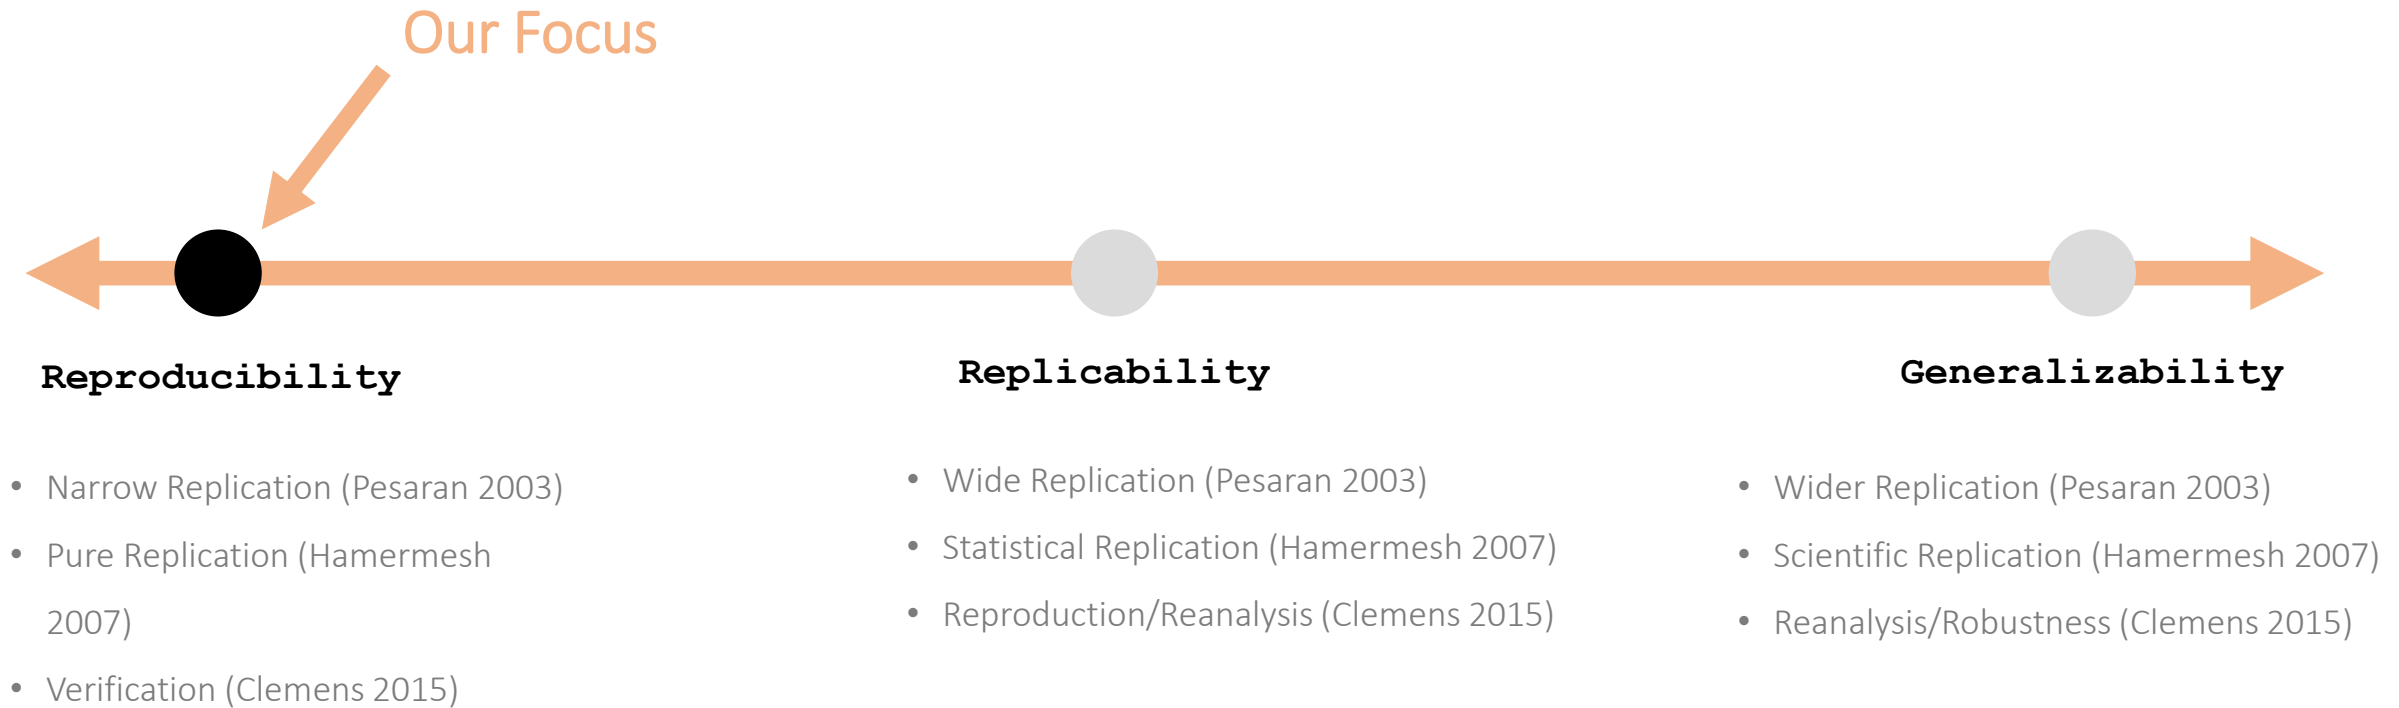 Our Focus
Reproducibility
• Narrow Replication (Pesaran 2003)
• Pure Replication (Hamermesh
2007)
• Verification (Clemens 2015)
Replicability
• Wide Replication (Pesaran 2003)
• Statistical Replication (Hamermesh 2007)
• Reproduction/Reanalysis (Clemens 2015)
Generalizability
• Wider Replication (Pesaran 2003)
• Scientific Replication (Hamermesh 2007)
• Reanalysis/Robustness (Clemens 2015)